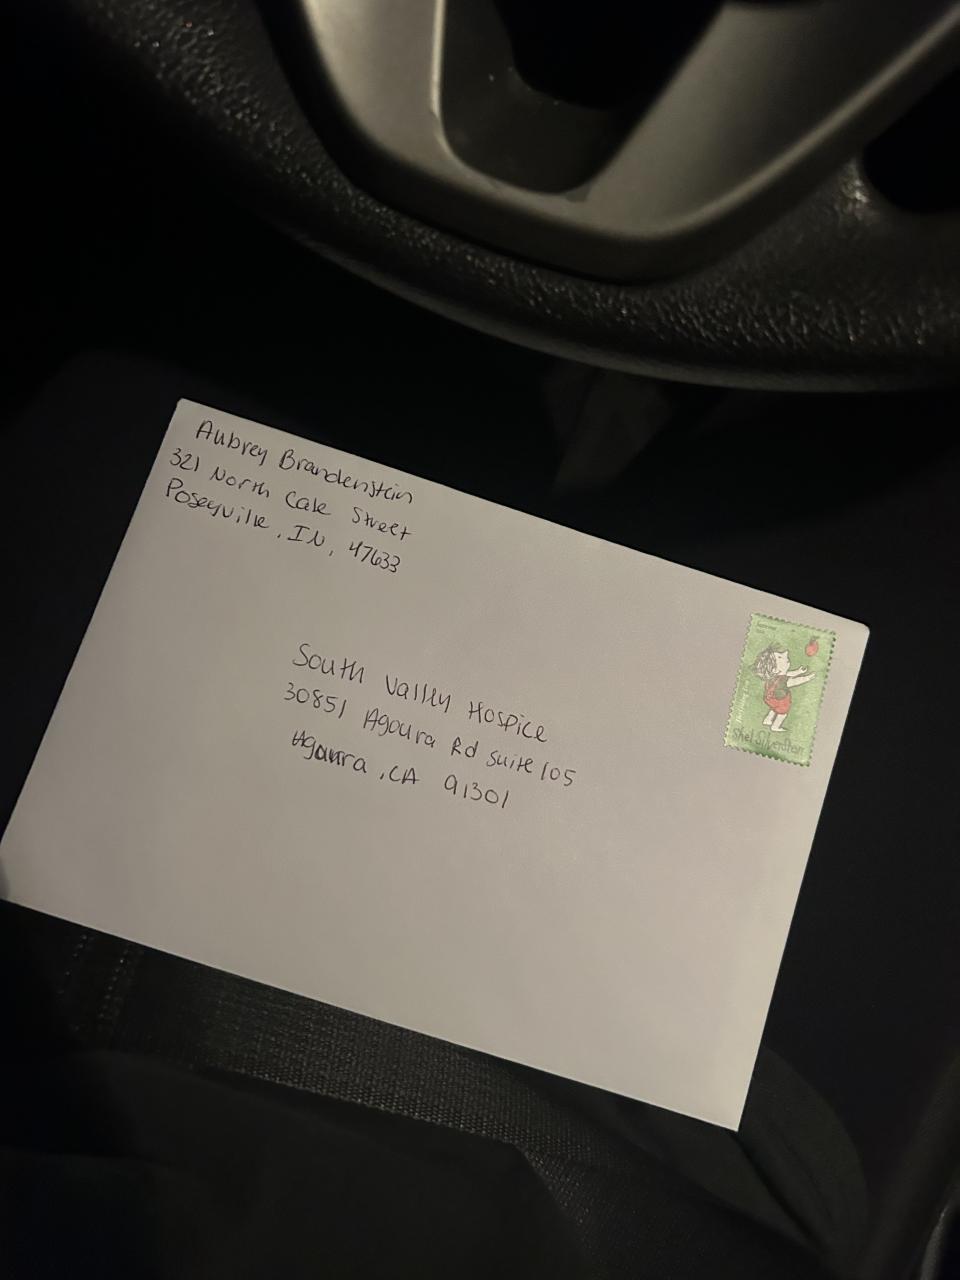 Aubrey Brandenstein
321 North Cale Street
Poseyville, IN, 47633
South Valley Hospice
30851 Agoura Rd suite 105
Agoura, CA 91301
Shel Silverstein